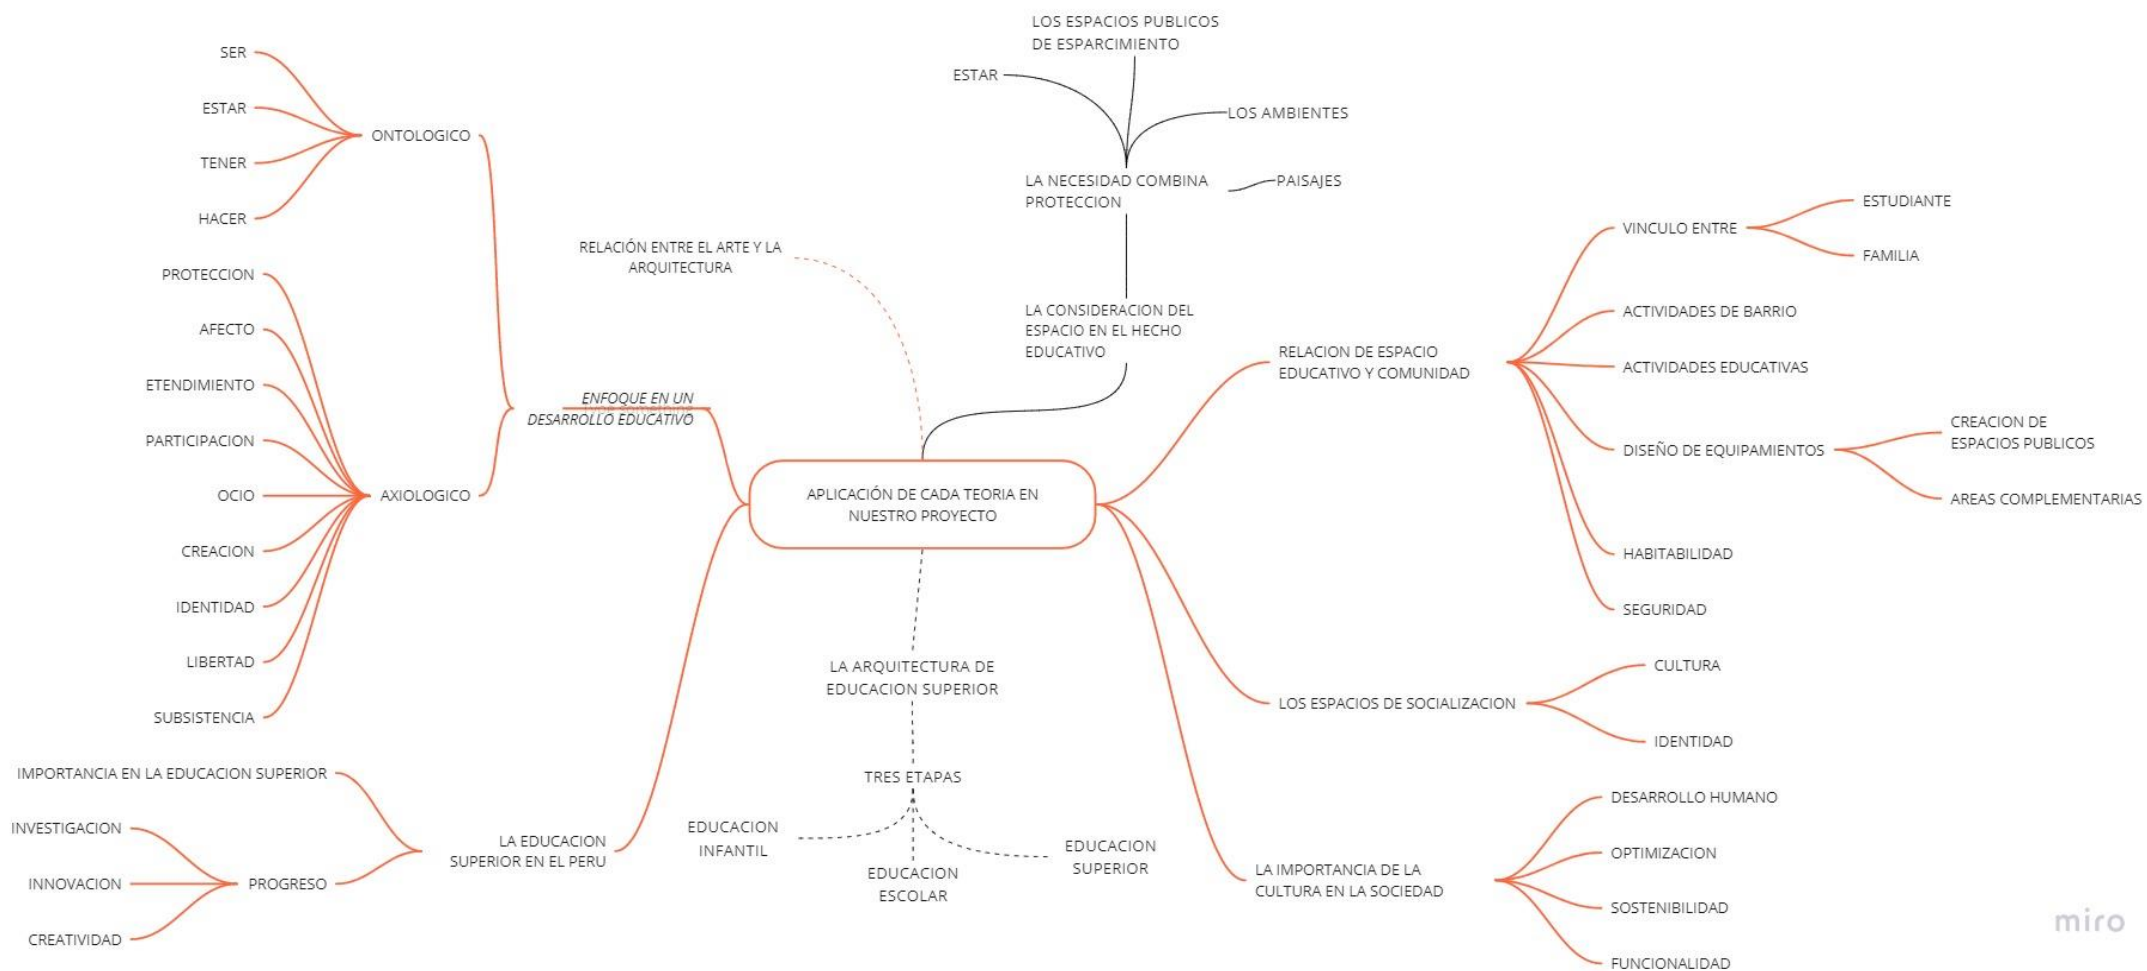 LOS ESPACIOS PUBLICOS
DE ESPARCIMIENTO
ESTAR
LOS AMBIENTES
LA NECESIDAD COMBINA
PROTECCION
PAISAJES
LA CONSIDERACION DEL
ESPACIO EN EL HECHO
EDUCATIVO
RELACIÓN ENTRE EL ARTE Y LA
ARQUITECTURA
SER
ESTAR
TENER
HACER
ONTOLOGICO
PROTECCION
AFECTO
ETENDIMIENTO
PARTICIPACION
OCIO
CREACION
IDENTIDAD
LIBERTAD
SUBSISTENCIA
AXIOLOGICO
ENFOQUE EN UN
DESARROLLO EDUCATIVO
APLICACIÓN DE CADA TEORIA EN
NUESTRO PROYECTO
IMPORTANCIA EN LA EDUCACION SUPERIOR
INVESTIGACION
INNOVACION
CREATIVIDAD
PROGRESO
LA EDUCACION
SUPERIOR EN EL PERU
LA ARQUITECTURA DE
EDUCACION SUPERIOR
TRES ETAPAS
EDUCACION
INFANTIL
EDUCACION
ESCOLAR
EDUCACION
SUPERIOR
RELACION DE ESPACIO
EDUCATIVO Y COMUNIDAD
VINCULO ENTRE
ESTUDIANTE
FAMILIA
ACTIVIDADES DE BARRIO
ACTIVIDADES EDUCATIVAS
DISEÑO DE EQUIPAMIENTOS
CREACION DE
ESPACIOS PUBLICOS
AREAS COMPLEMENTARIAS
HABITABILIDAD
SEGURIDAD
LOS ESPACIOS DE SOCIALIZACION
CULTURA
IDENTIDAD
LA IMPORTANCIA DE LA
CULTURA EN LA SOCIEDAD
DESARROLLO HUMANO
OPTIMIZACION
SOSTENIBILIDAD
FUNCIONALIDAD
miro